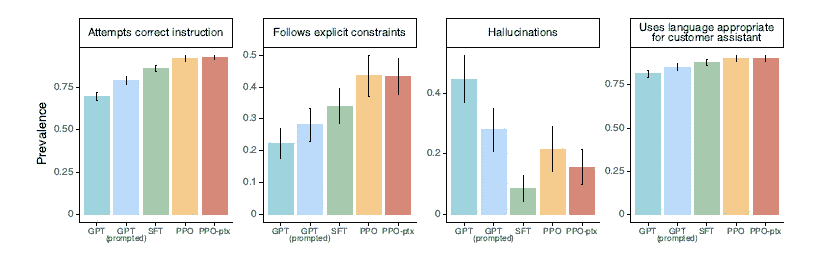 Attempts correct instruction
Follows explicit constraints
Hallucinations
Uses language appropriate
for customer assistant
Prevalence
0.75
0.50
0.25
0
GPT
GPT
(prompted)
SFT
PPO
PPO-ptx
0.5
0.4
0.3
0.2
0.1
0
GPT
GPT
(prompted)
SFT
PPO
PPO-ptx
0.4
0.2
0
GPT
GPT
(prompted)
SFT
PPO
PPO-ptx
0.75
0.50
0.25
0
GPT
GPT
(prompted)
SFT
PPO
PPO-ptx